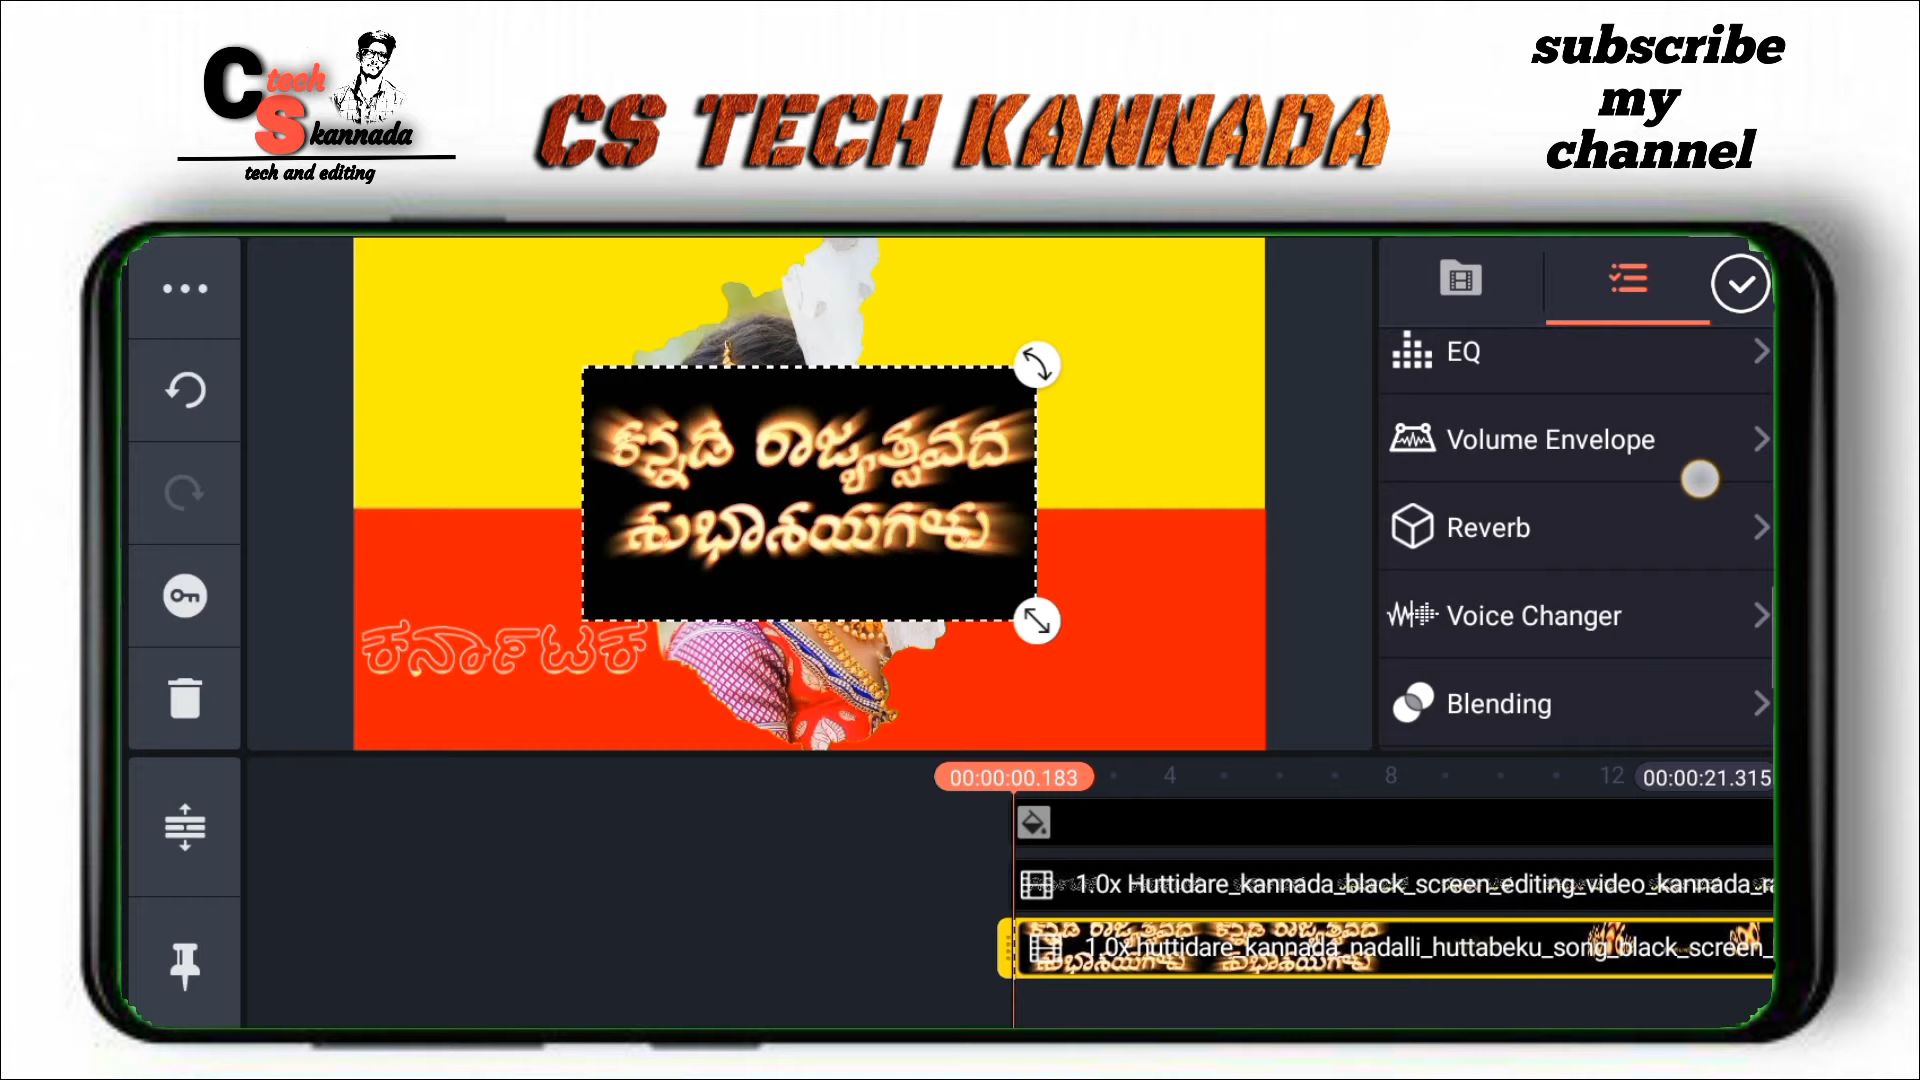 C tech
S kannada
tech and editing
CS TECH KANNADA
subscribe
my
channel
EQ
Volume Envelope
Reverb
Voice Changer
Blending
ಕನ್ನಡ ರಾಜ್ಯತ್ಸವದ
ಶುಭಾಶಯಗಳು
ಕರ್ನಾಟಕ
00:00:00.183
4
8
12
00:00:21.315
1.0x Huttidare_kannada_black_screen_editing_video_kannada_ra
1.0x huttidare_kannada_nadalli_huttabeku_song_black_screen_